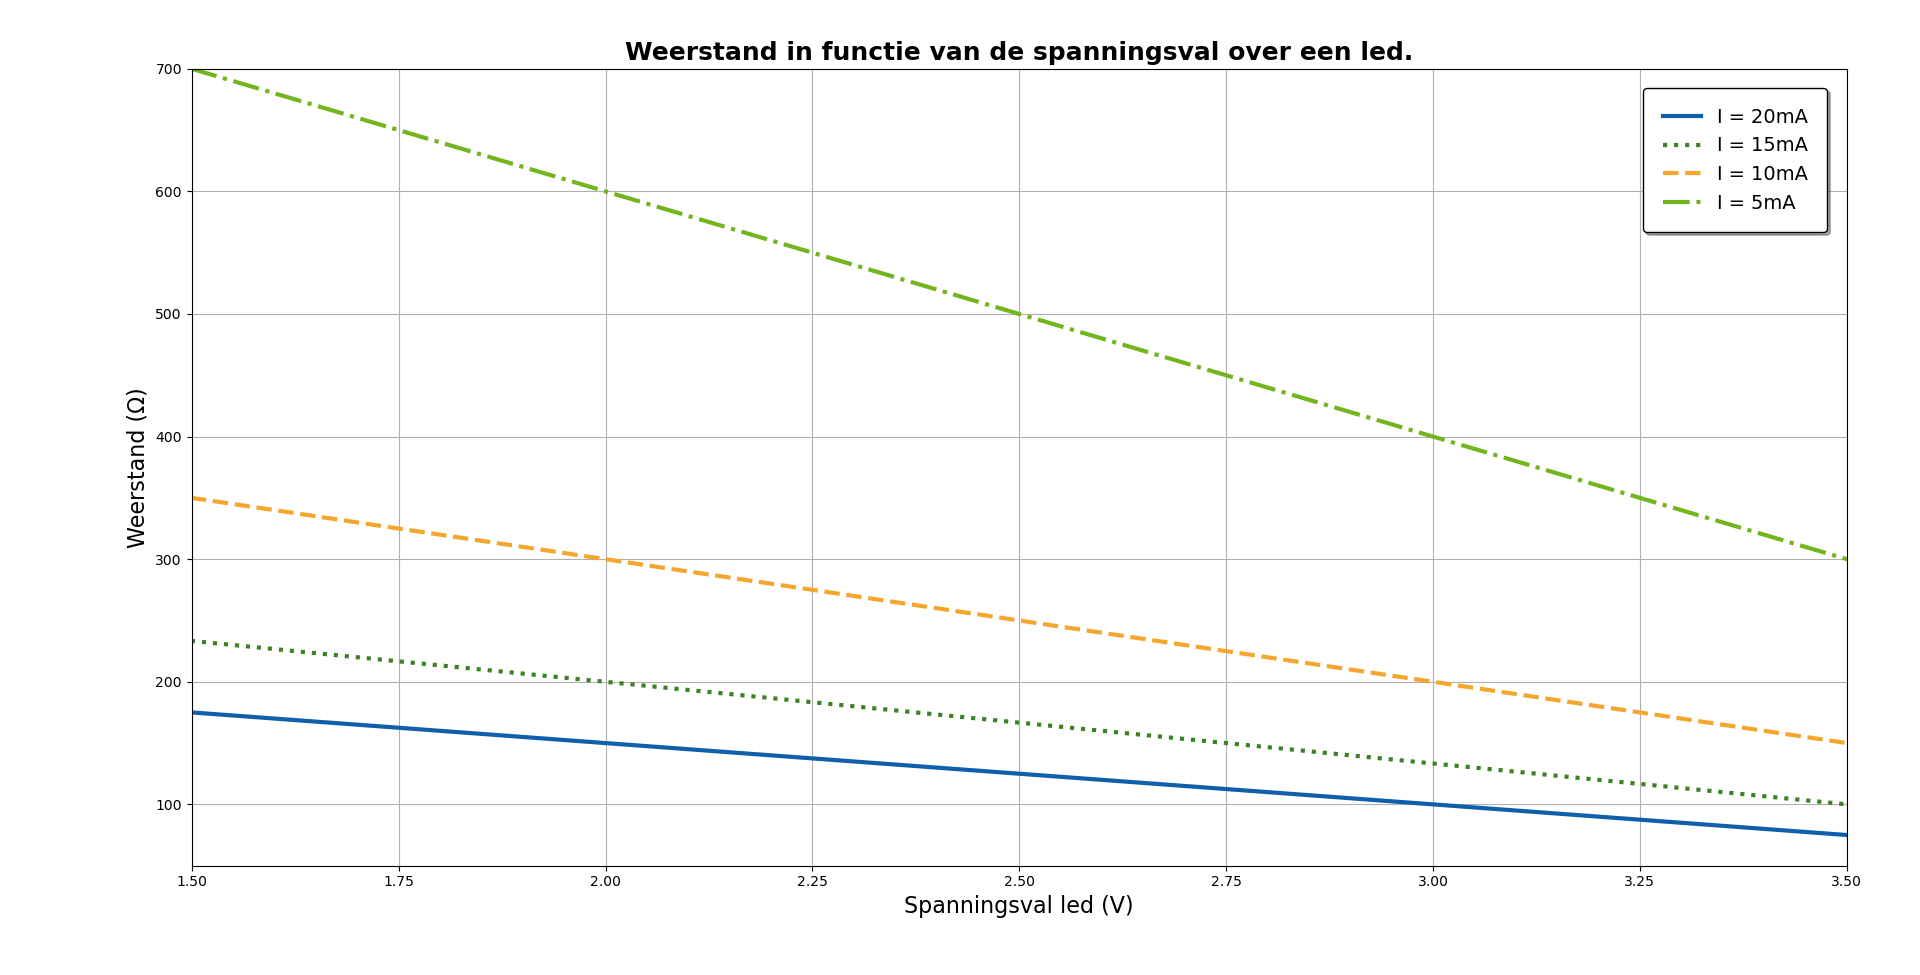 Weerstand in functie van de spanningsval over een led.
700
600
500
400
300
200
100
Weerstand (Ω)
I = 20mA
I = 15mA
I = 10mA
I = 5mA
1.50 1.75 2.00 2.25 2.50 2.75 3.00 3.25 3.50
Spanningsval led (V)